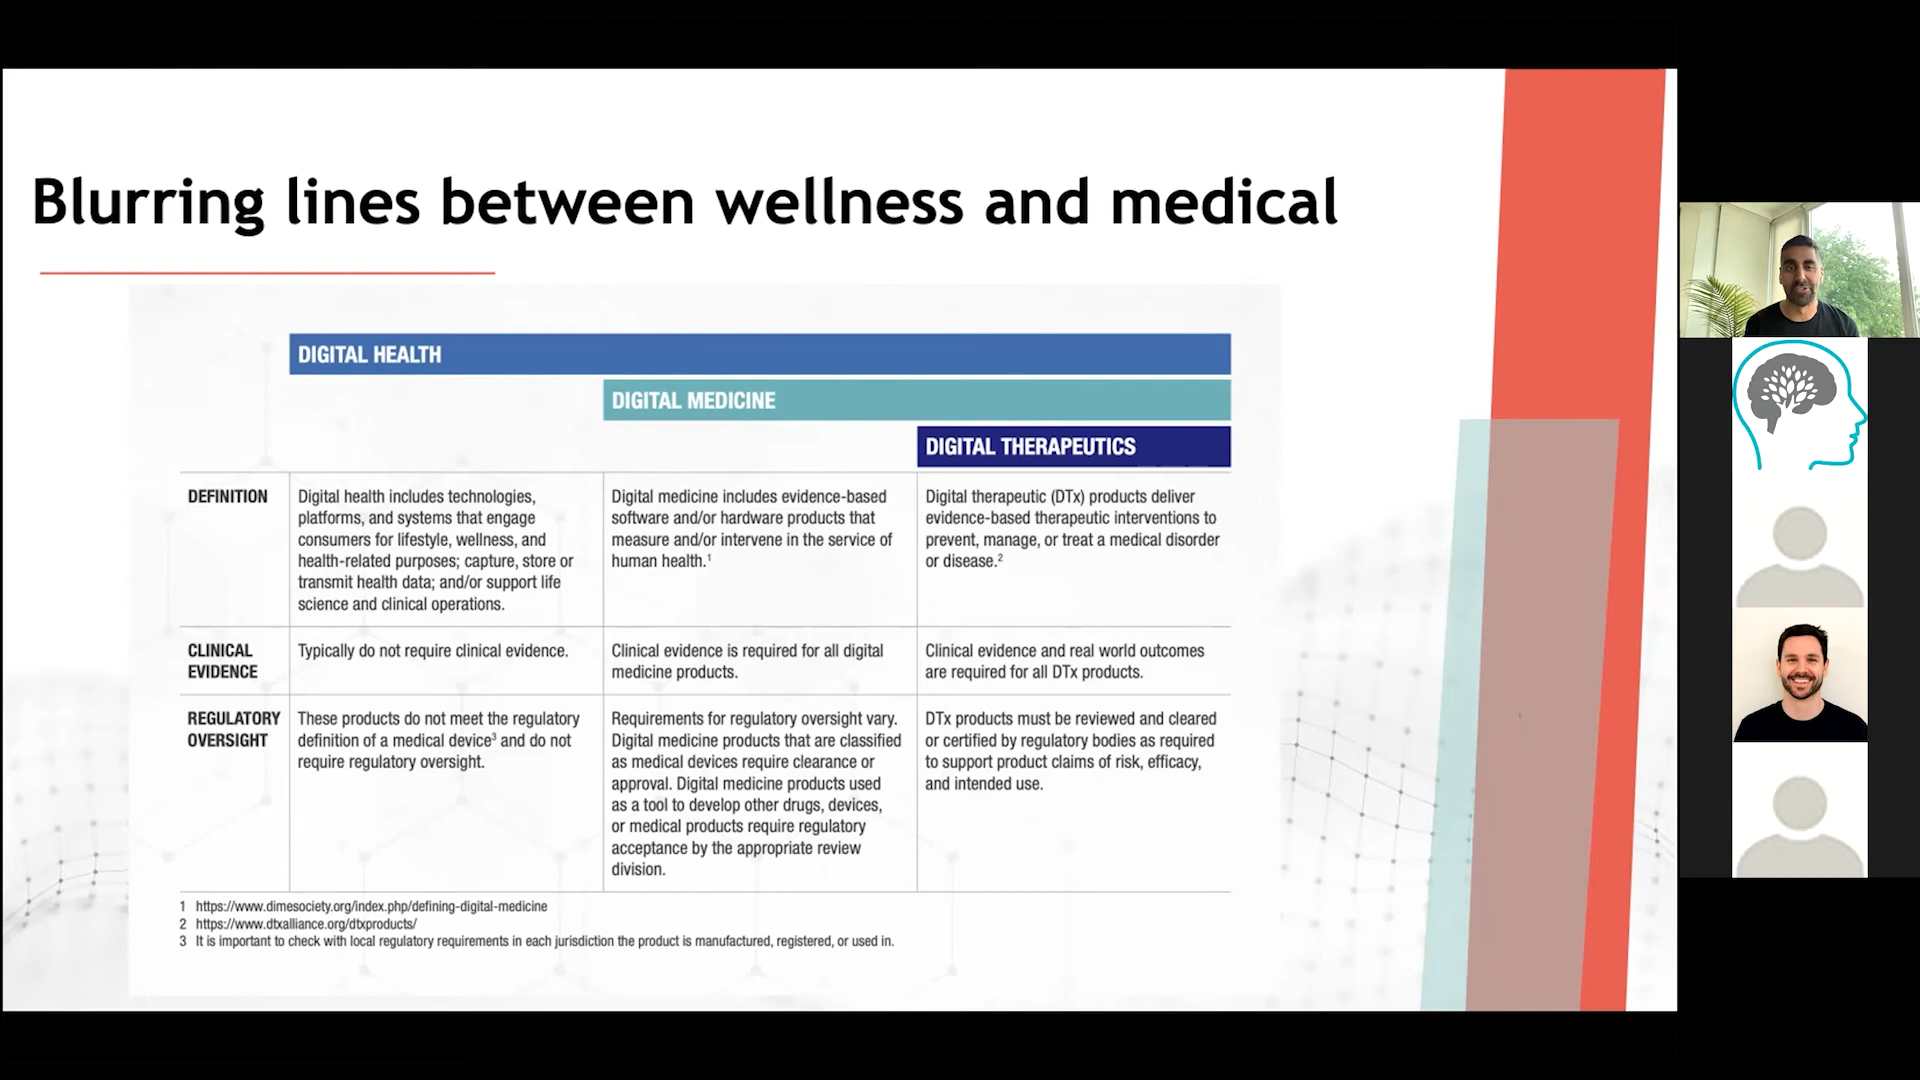 Blurring lines between wellness and medical
DIGITAL HEALTH
DIGITAL MEDICINE
DIGITAL THERAPEUTICS
DEFINITION
Digital health includes technologies,
platforms, and systems that engage
consumers for lifestyle, wellness, and
health-related purposes; capture, store or
transmit health data; and/or support life
science and clinical operations.
Digital medicine includes evidence-based
software and/or hardware products that
measure and/or intervene in the service of
human health.1
Digital therapeutic (DTx) products deliver
evidence-based therapeutic interventions to
prevent, manage, or treat a medical disorder
or disease.2
CLINICAL
EVIDENCE
Typically do not require clinical evidence.
Clinical evidence is required for all digital
medicine products.
Clinical evidence and real world outcomes
are required for all DTx products.
REGULATORY
OVERSIGHT
These products do not meet the regulatory
definition of a medical device3 and do not
require regulatory oversight.
Requirements for regulatory oversight vary.
Digital medicine products that are classified
as medical devices require clearance or
approval. Digital medicine products used
as a tool to develop other drugs, devices,
or medical products require regulatory
acceptance by the appropriate review
division.
DTx products must be reviewed and cleared
or certified by regulatory bodies as required
to support product claims of risk, efficacy,
and intended use.
1 https://www.dimesociety.org/index.php/defining-digital-medicine
2 https://www.dtxalliance.org/dtxproducts/
3 It is important to check with local regulatory requirements in each jurisdiction the product is manufactured, registered, or used in.